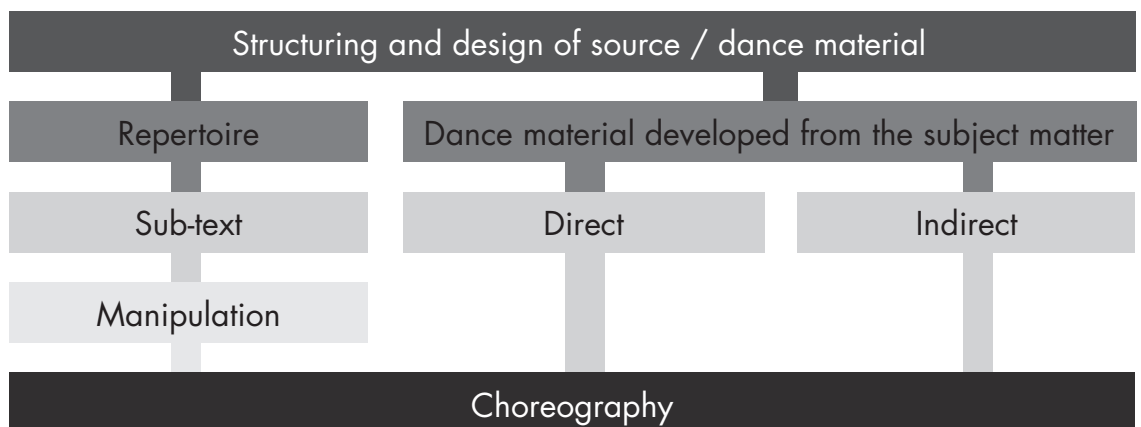 Structuring and design of source / dance material
Repertoire
Dance material developed from the subject matter
Sub-text
Direct
Indirect
Manipulation
Choreography